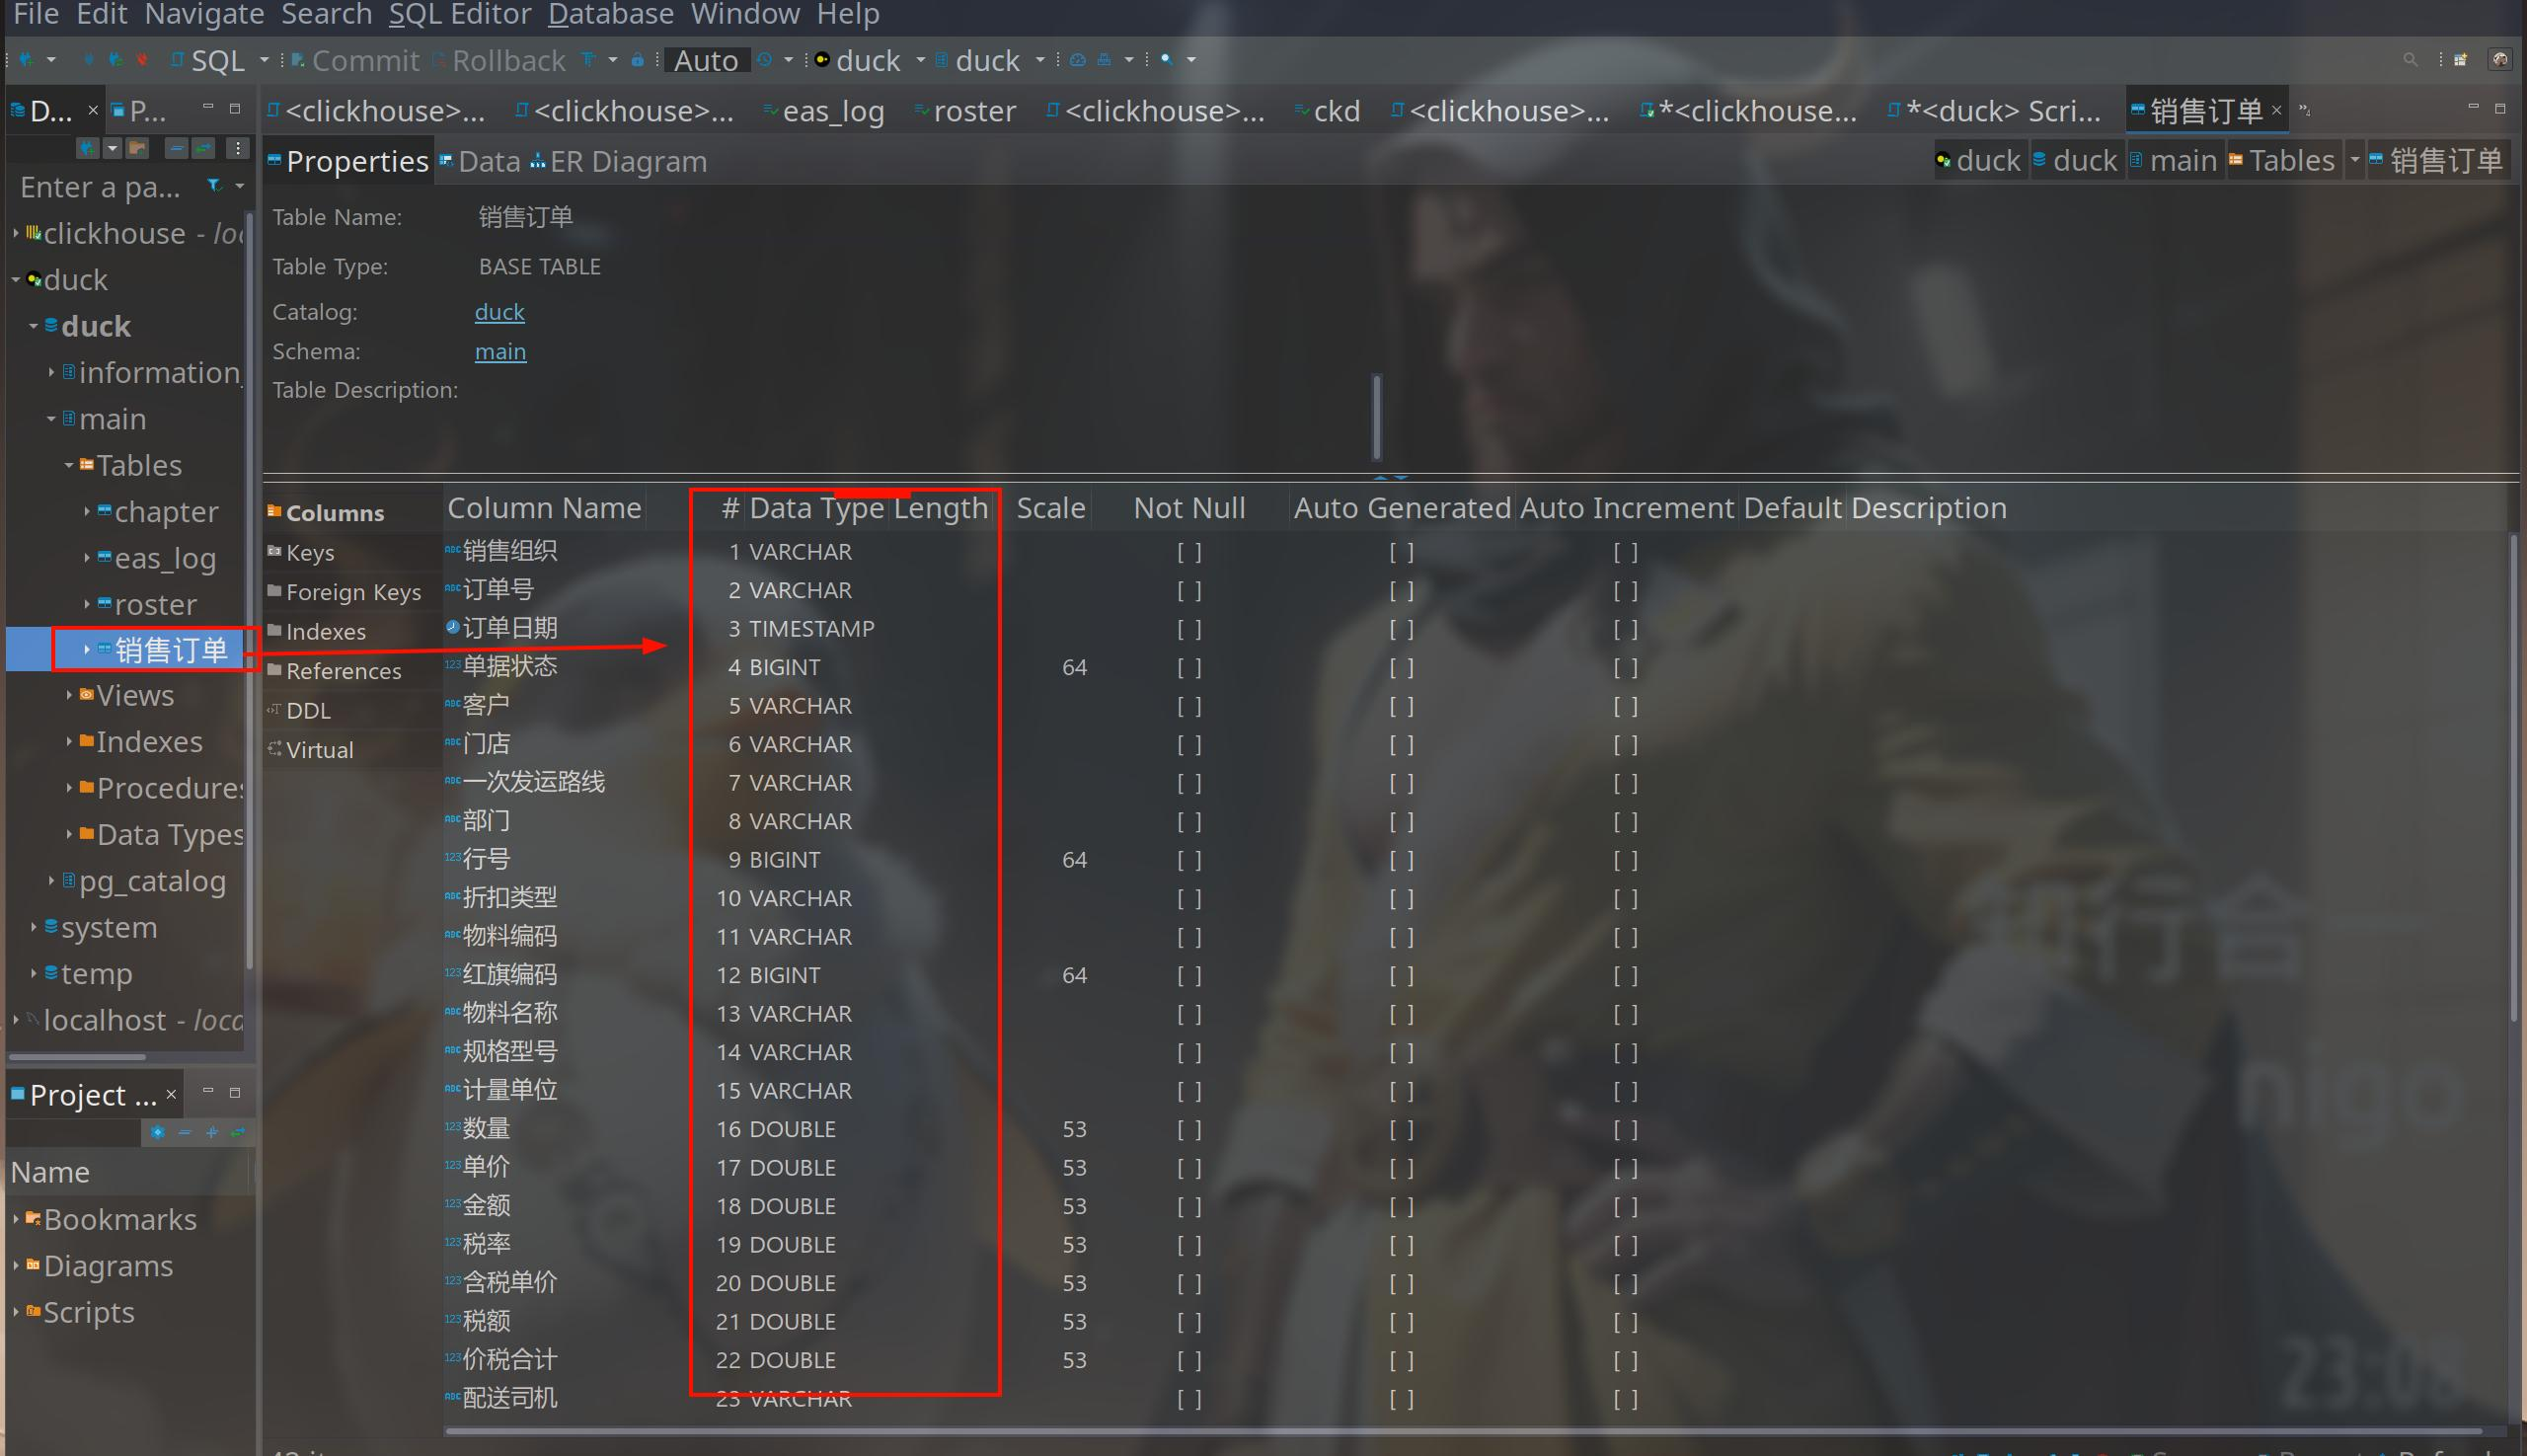 File Edit Navigate Search SQL Editor Database Window Help
SQL Commit Rollback Auto duck duck
D... P... <clickhouse>... <clickhouse>... eas_log roster <clickhouse>... ckd <clickhouse>... *<clickhouse... *<duck> Scri... 销售订单
Properties Data ER Diagram duck duck main Tables 销售订单
Enter a pa...
clickhouse - loc
duck
duck
information_
main
Tables
chapter
eas_log
roster
销售订单
Views
Indexes
Procedures
Data Types
pg_catalog
system
temp
localhost - loca
Project ...
Name
Bookmarks
Diagrams
Scripts
Table Name: 销售订单
Table Type: BASE TABLE
Catalog: duck
Schema: main
Table Description:
Columns
Keys
Foreign Keys
Indexes
References
DDL
Virtual
Column Name # Data Type Length Scale Not Null Auto Generated Auto Increment Default Description
销售组织 1 VARCHAR [ ] [ ] [ ]
订单号 2 VARCHAR [ ] [ ] [ ]
订单日期 3 TIMESTAMP [ ] [ ] [ ]
单据状态 4 BIGINT 64 [ ] [ ] [ ]
客户 5 VARCHAR [ ] [ ] [ ]
门店 6 VARCHAR [ ] [ ] [ ]
一次发运路线 7 VARCHAR [ ] [ ] [ ]
部门 8 VARCHAR [ ] [ ] [ ]
行号 9 BIGINT 64 [ ] [ ] [ ]
折扣类型 10 VARCHAR [ ] [ ] [ ]
物料编码 11 VARCHAR [ ] [ ] [ ]
红旗编码 12 BIGINT 64 [ ] [ ] [ ]
物料名称 13 VARCHAR [ ] [ ] [ ]
规格型号 14 VARCHAR [ ] [ ] [ ]
计量单位 15 VARCHAR [ ] [ ] [ ]
数量 16 DOUBLE 53 [ ] [ ] [ ]
单价 17 DOUBLE 53 [ ] [ ] [ ]
金额 18 DOUBLE 53 [ ] [ ] [ ]
税率 19 DOUBLE 53 [ ] [ ] [ ]
含税单价 20 DOUBLE 53 [ ] [ ] [ ]
税额 21 DOUBLE 53 [ ] [ ] [ ]
价税合计 22 DOUBLE 53 [ ] [ ] [ ]
配送司机 23 VARCHAR [ ] [ ] [ ]
nigo
23:08